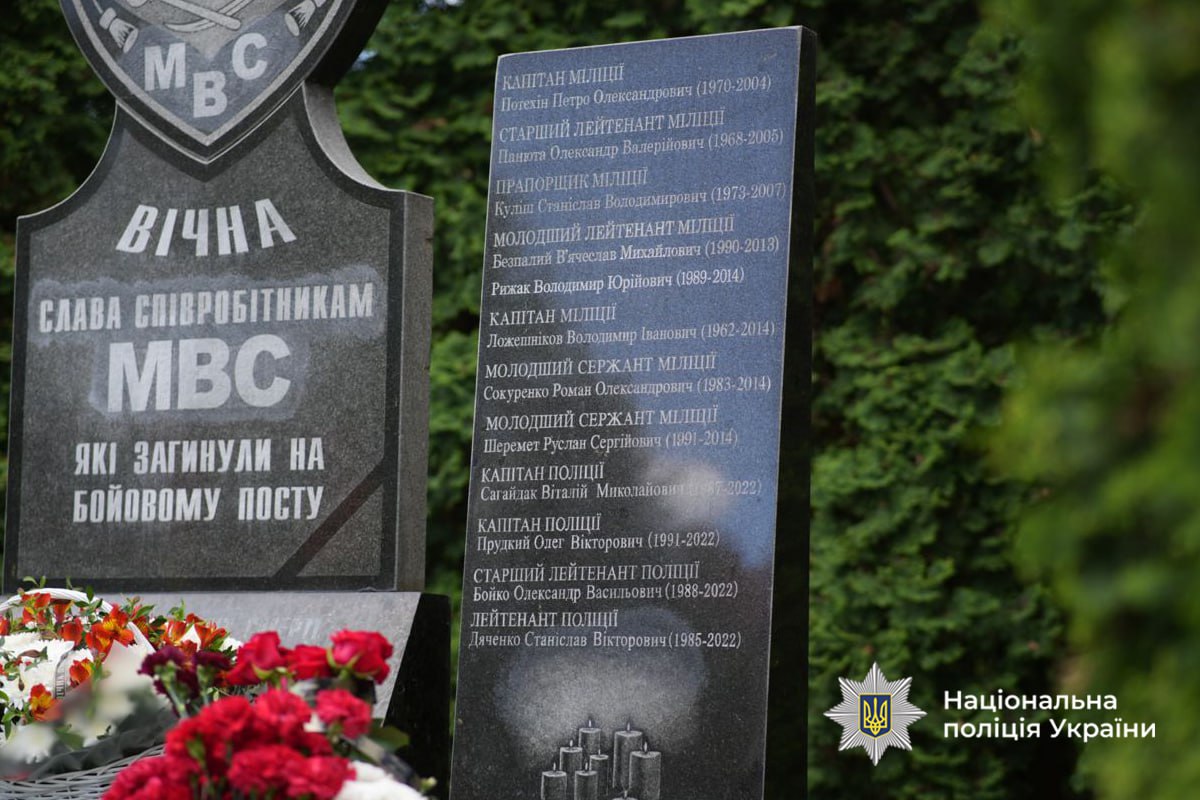 МВС
ВІЧНА
СЛАВА СПІВРОБІТНИКАМ
МВС
ЯКІ ЗАГИНУЛИ НА
БОЙОВОМУ ПОСТУ
КАПІТАН МІЛІЦІЇ
Потехін Петро Олександрович (1970-2004)
СТАРШИЙ ЛЕЙТЕНАНТ МІЛІЦІЇ
Панюта Олександр Валерійович (1968-2005)
ПРАПОРЩИК МІЛІЦІЇ
Куліш Станіслав Володимирович (1973-2007)
МОЛОДШИЙ ЛЕЙТЕНАНТ МІЛІЦІЇ
Безпалий В'ячеслав Михайлович (1990-2013)
Рижак Володимир Юрійович (1989-2014)
КАПІТАН МІЛІЦІЇ
Ложешніков Володимир Іванович (1962-2014)
МОЛОДШИЙ СЕРЖАНТ МІЛІЦІЇ
Сокуренко Роман Олександрович (1983-2014)
МОЛОДШИЙ СЕРЖАНТ МІЛІЦІЇ
Шеремет Руслан Сергійович (1991-2014)
КАПІТАН ПОЛІЦІЇ
Сагайдак Віталій Миколайович
КАПІТАН ПОЛІЦІЇ
Прудкий Олег Вікторович (1991-2022)
СТАРШИЙ ЛЕЙТЕНАНТ ПОЛІЦІЇ
Бойко Олександр Васильович (1988-2022)
ЛЕЙТЕНАНТ ПОЛІЦІЇ
Дяченко Станіслав Вікторович (1985-2022)
Національна
поліція України